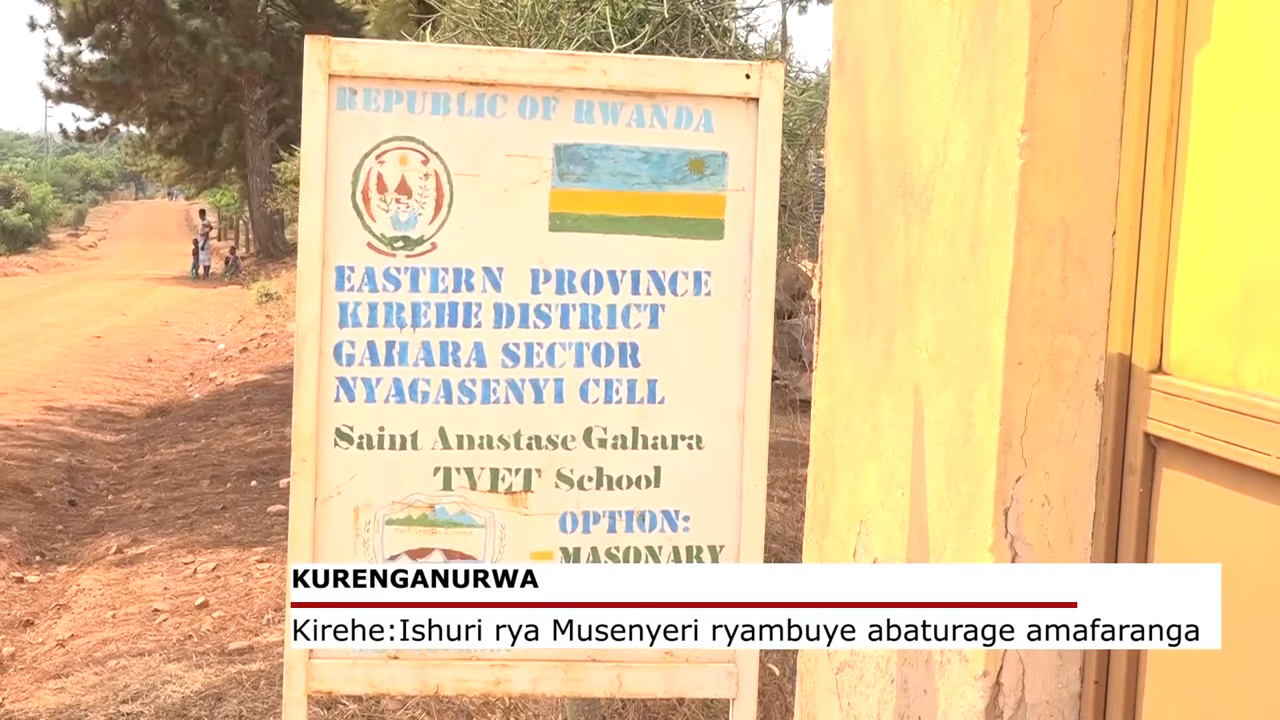 REPUBLIC OF RWANDA
EASTERN PROVINCE
KIREHE DISTRICT
GAHARA SECTOR
NYAGASENYI CELL
Saint Anastase Gahara
TVET School
OPTION:
MASONARY
KURENGANURWA
Kirehe:Ishuri rya Musenyeri ryambuye abaturage amafaranga